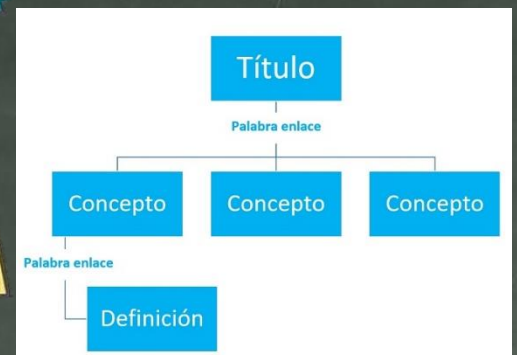 Título
Palabra enlace
Concepto Concepto Concepto
Palabra enlace
Definición